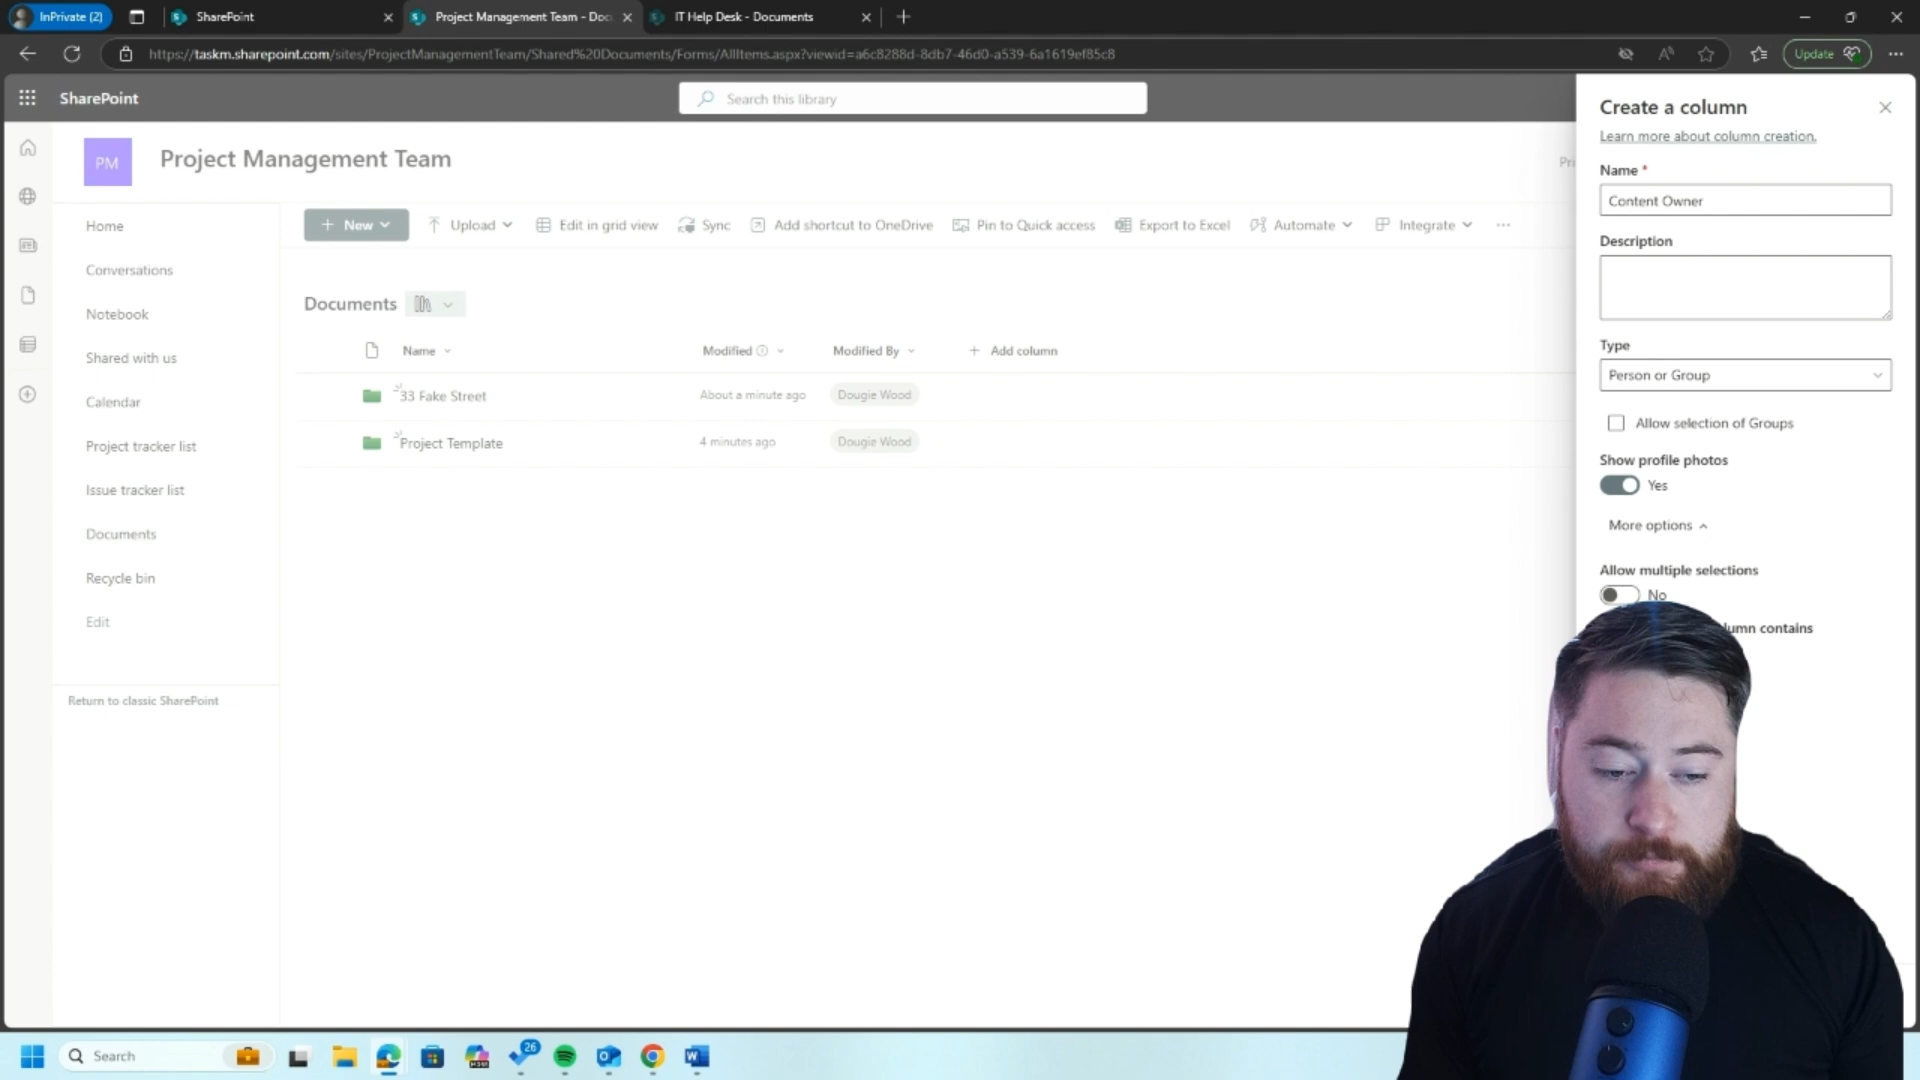 InPrivate (2)
SharePoint
Project Management Team - Doc
IT Help Desk - Documents
https://taskm.sharepoint.com/sites/ProjectManagementTeam/Shared%20Documents/Forms/AllItems.aspx?viewid=a6c8288d-8db7-46d0-a539-6a1619ef85c8
Update
SharePoint
Search this library
PM
Project Management Team
Home
Conversations
Notebook
Shared with us
Calendar
Project tracker list
Issue tracker list
Documents
Recycle bin
Edit
Return to classic SharePoint
New
Upload
Edit in grid view
Sync
Add shortcut to OneDrive
Pin to Quick access
Export to Excel
Automate
Integrate
Documents
Name
Modified
Modified By
Add column
33 Fake Street
About a minute ago
Dougie Wood
Project Template
4 minutes ago
Dougie Wood
Create a column
Learn more about column creation.
Name *
Content Owner
Description
Type
Person or Group
Allow selection of Groups
Show profile photos
Yes
More options
Allow multiple selections
No
contains
Search
26